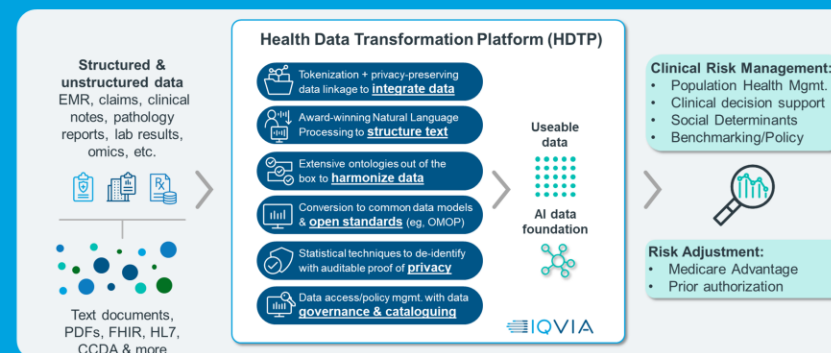 Structured &
unstructured data
EMR, claims, clinical
notes, pathology
reports, lab results,
omics, etc.
Text documents,
PDFs, FHIR, HL7,
CCDA & more
Health Data Transformation Platform (HDTP)
Tokenization + privacy-preserving
data linkage to integrate data
Award-winning Natural Language
Processing to structure text
Extensive ontologies out of the
box to harmonize data
Conversion to common data models
& open standards (eg, OMOP)
Statistical techniques to de-identify
with auditable proof of privacy
Data access/policy mgmt. with data
governance & cataloguing
Useable
data
AI data
foundation
IQVIA
Clinical Risk Management:
• Population Health Mgmt.
• Clinical decision support
• Social Determinants
• Benchmarking/Policy
Risk Adjustment:
• Medicare Advantage
• Prior authorization